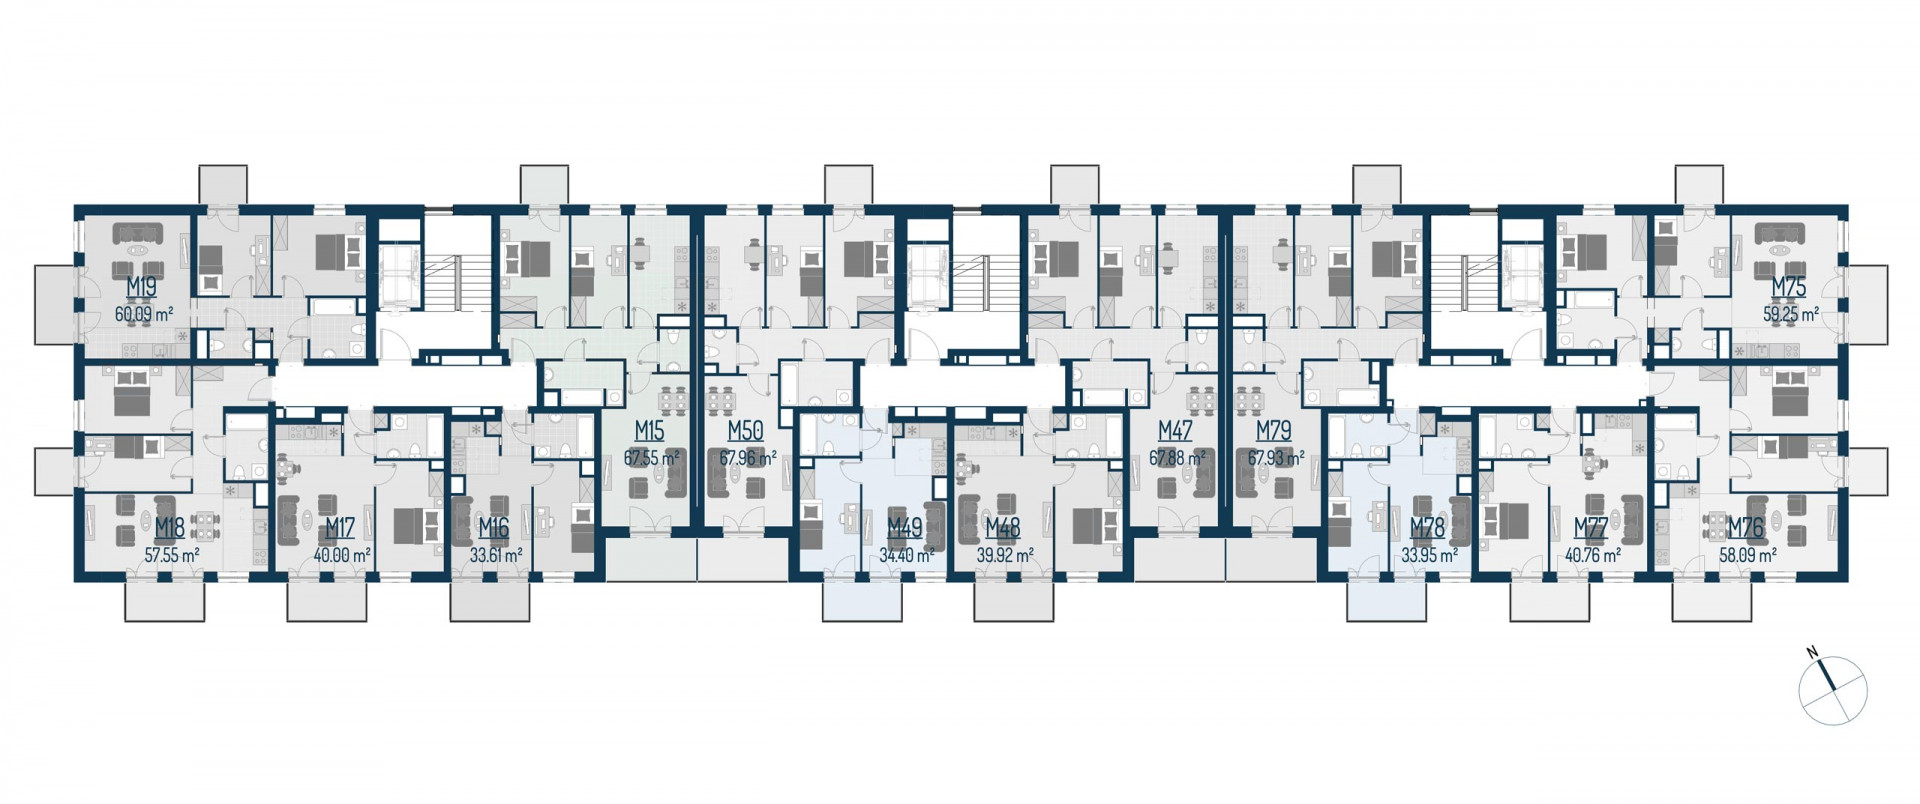 M19
60.09 m²
M75
59.25 m²
M15
67.55 m²
M50
67.96 m²
M47
67.88 m²
M79
67.93 m²
M18
57.55 m²
M17
40.00 m²
M16
33.61 m²
M49
34.40 m²
M48
39.92 m²
M78
33.95 m²
M77
40.76 m²
M76
58.09 m²
N